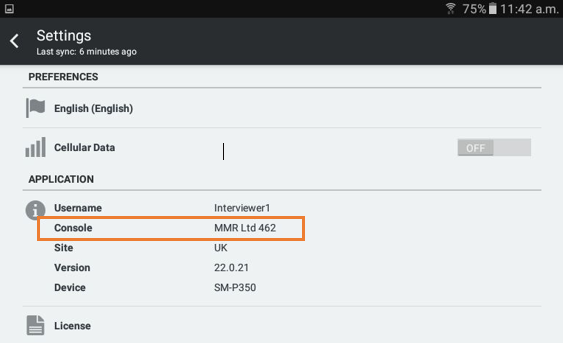 75% 11:42 a.m.
Settings
Last sync: 6 minutes ago
PREFERENCES
English (English)
Cellular Data OFF
APPLICATION
Username Interviewer1
Console MMR Ltd 462
Site UK
Version 22.0.21
Device SM-P350
License